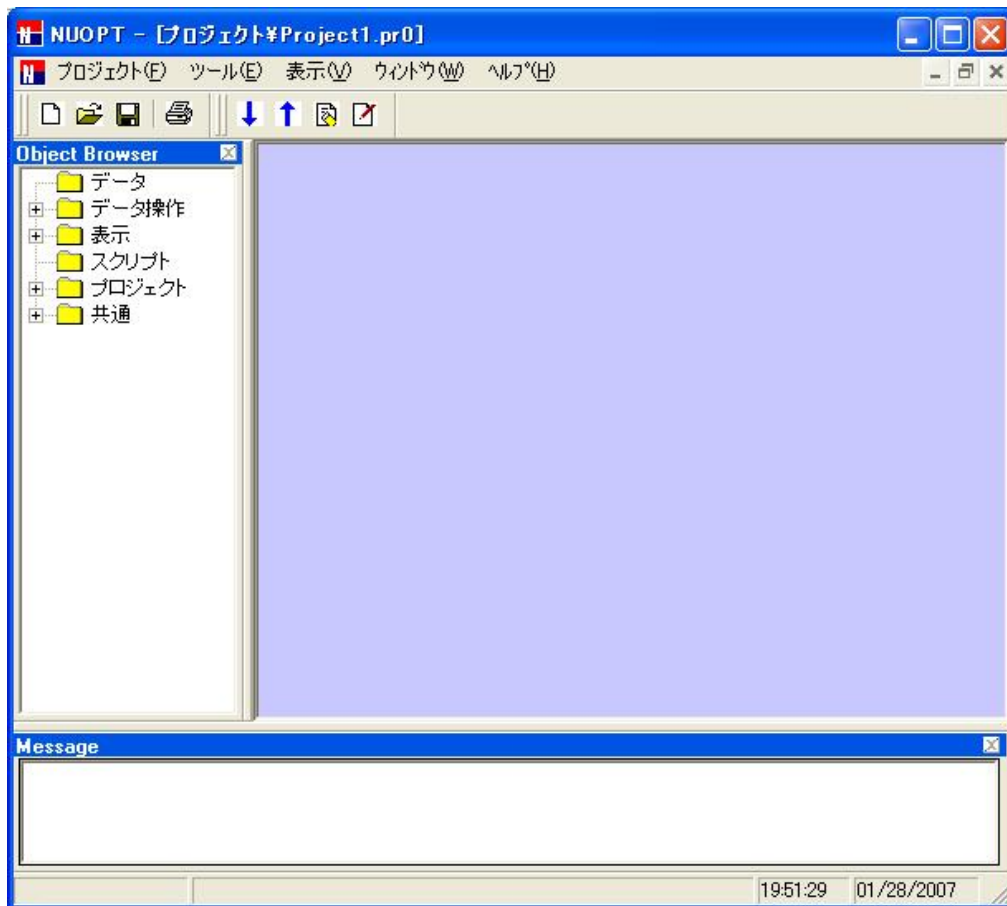 NUOPT - [プロジェクト¥Project1.pr0]
プロジェクト(F) ツール(E) 表示(V) ウィンドウ(W) ヘルプ(H)
Object Browser
データ
データ操作
表示
スクリプト
プロジェクト
共通
Message
19:51:29 01/28/2007